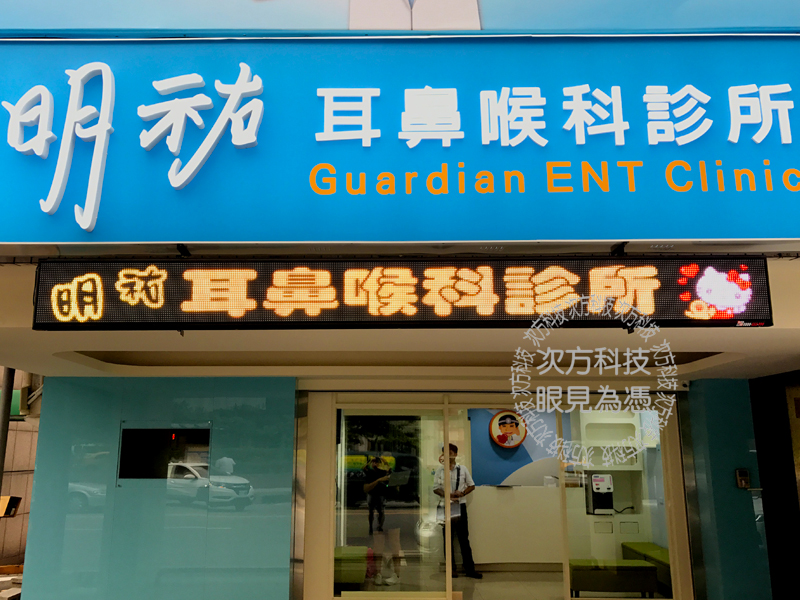 明祐 耳鼻喉科診所
Guardian ENT Clinic
明祐耳鼻喉科診所
次方科技
眼見為憑